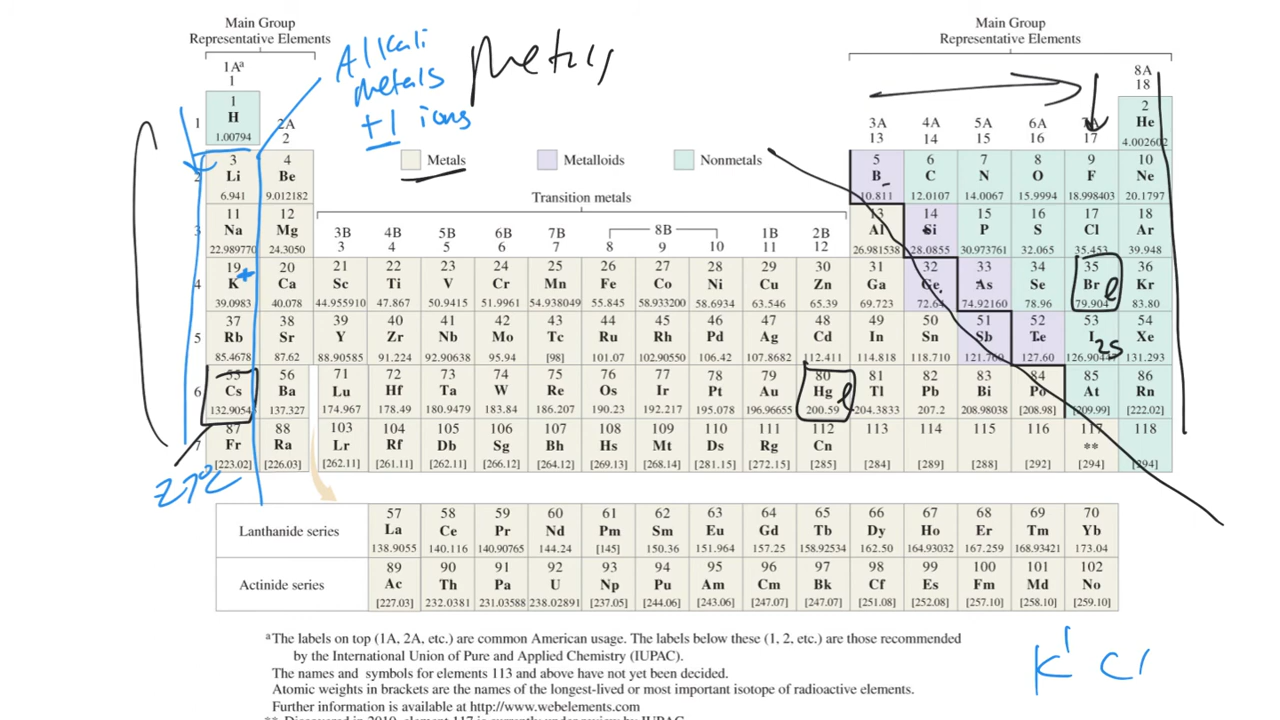 Main Group
Representative Elements
Main Group
Representative Elements
Alkali
metals
+1 ions
Metals
1Aᵃ
1
8A
18
1
H
1.00794
2A
2
3A
13
4A
14
5A
15
6A
16
17
2
He
4.002602
1
Metals
Metalloids
Nonmetals
3
Li
6.941
4
Be
9.012182
5
B
10.811
6
C
12.0107
7
N
14.0067
8
O
15.9994
9
F
18.998403
10
Ne
20.1797
2
Transition metals
11
Na
22.989770
12
Mg
24.3050
3B
3
4B
4
5B
5
6B
6
7B
7
8B
8
9
10
1B
11
2B
12
13
Al
26.981538
14
Si
28.0855
15
P
30.973761
16
S
32.065
17
Cl
35.453
18
Ar
39.948
3
4
19
K +
39.0983
20
Ca
40.078
21
Sc
44.955910
22
Ti
47.867
23
V
50.9415
24
Cr
51.9961
25
Mn
54.938049
26
Fe
55.845
27
Co
58.933200
28
Ni
58.6934
29
Cu
63.546
30
Zn
65.39
31
Ga
69.723
32
Ge
72.64
33
As
74.92160
34
Se
78.96
35
Br l
79.904
36
Kr
83.80
5
37
Rb
85.4678
38
Sr
87.62
39
Y
88.90585
40
Zr
91.224
41
Nb
92.90638
42
Mo
95.94
43
Tc
[98]
44
Ru
101.07
45
Rh
102.90550
46
Pd
106.42
47
Ag
107.8682
48
Cd
112.411
49
In
114.818
50
Sn
118.710
51
Sb
121.760
52
Te
127.60
53
I 2s
126.90447
54
Xe
131.293
6
55
Cs
132.9054
56
Ba
137.327
71
Lu
174.967
72
Hf
178.49
73
Ta
180.9479
74
W
183.84
75
Re
186.207
76
Os
190.23
77
Ir
192.217
78
Pt
195.078
79
Au
196.96655
80
Hg l
200.59
81
Tl
204.3833
82
Pb
207.2
83
Bi
208.98038
84
Po
[208.98]
85
At
[209.99]
86
Rn
[222.02]
7
87
Fr
[223.02]
88
Ra
[226.03]
103
Lr
[262.11]
104
Rf
[261.11]
105
Db
[262.11]
106
Sg
[266.12]
107
Bh
[264.12]
108
Hs
[269.13]
109
Mt
[268.14]
110
Ds
[281.15]
111
Rg
[272.15]
112
Cn
[285]
113
[284]
114
[289]
115
[288]
116
[292]
117
**
[294]
118
[294]
Lanthanide series
57
La
138.9055
58
Ce
140.116
59
Pr
140.90765
60
Nd
144.24
61
Pm
[145]
62
Sm
150.36
63
Eu
151.964
64
Gd
157.25
65
Tb
158.92534
66
Dy
162.50
67
Ho
164.93032
68
Er
167.259
69
Tm
168.93421
70
Yb
173.04
Actinide series
89
Ac
[227.03]
90
Th
232.0381
91
Pa
231.03588
92
U
238.02891
93
Np
[237.05]
94
Pu
[244.06]
95
Am
[243.06]
96
Cm
[247.07]
97
Bk
[247.07]
98
Cf
[251.08]
99
Es
[252.08]
100
Fm
[257.10]
101
Md
[258.10]
102
No
[259.10]
ᵃThe labels on top (1A, 2A, etc.) are common American usage. The labels below these (1, 2, etc.) are those recommended
by the International Union of Pure and Applied Chemistry (IUPAC).
The names and symbols for elements 113 and above have not yet been decided.
Atomic weights in brackets are the names of the longest-lived or most important isotope of radioactive elements.
Further information is available at http://www.webelements.com
** Discovered in 2010, element 117 is currently under review by IUPAC.